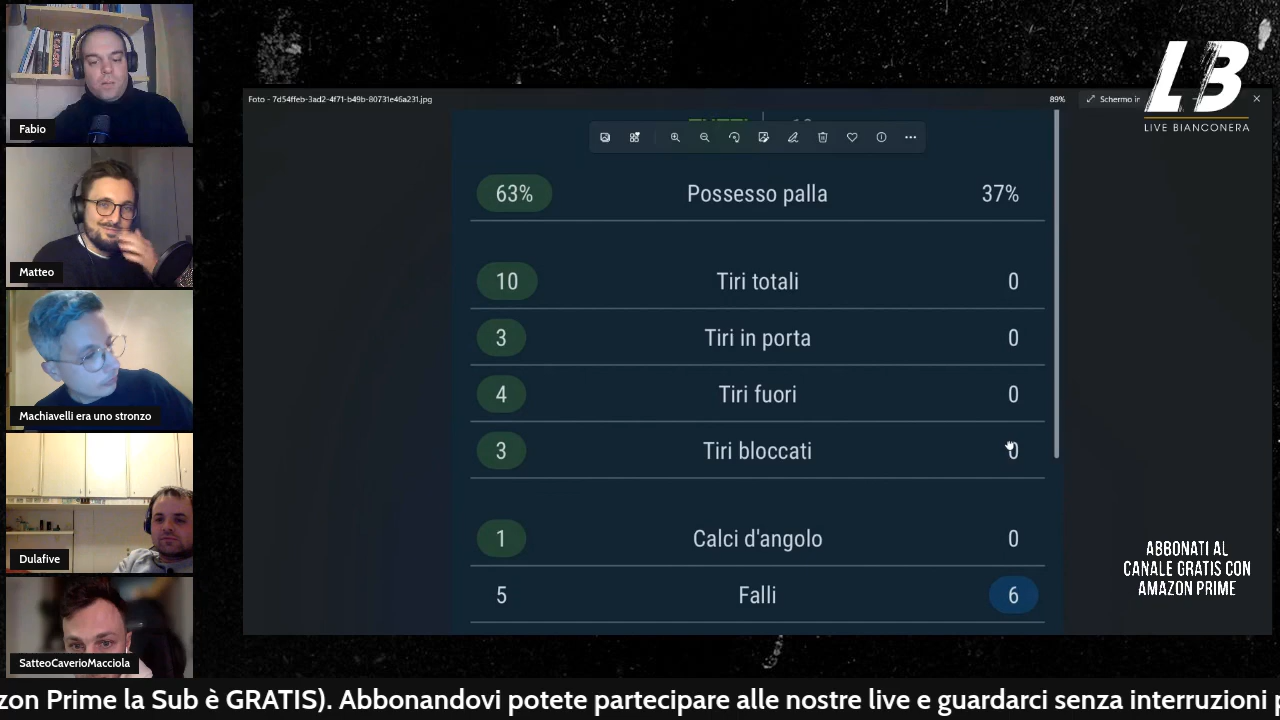 Fabio
Matteo
Machiavelli era uno stronzo
Dulafive
SatteoCaverioMacciola
Foto - 7d54ffeb-3ad2-4f71-b49b-80731e46a231.jpg
89%
Schermo in
63% Possesso palla 37%
10 Tiri totali 0
3 Tiri in porta 0
4 Tiri fuori 0
3 Tiri bloccati 0
1 Calci d'angolo 0
5 Falli 6
LB
LIVE BIANCONERA
ABBONATI AL
CANALE GRATIS CON
AMAZON PRIME
zon Prime la Sub è GRATIS). Abbonandovi potete partecipare alle nostre live e guardarci senza interruzioni p